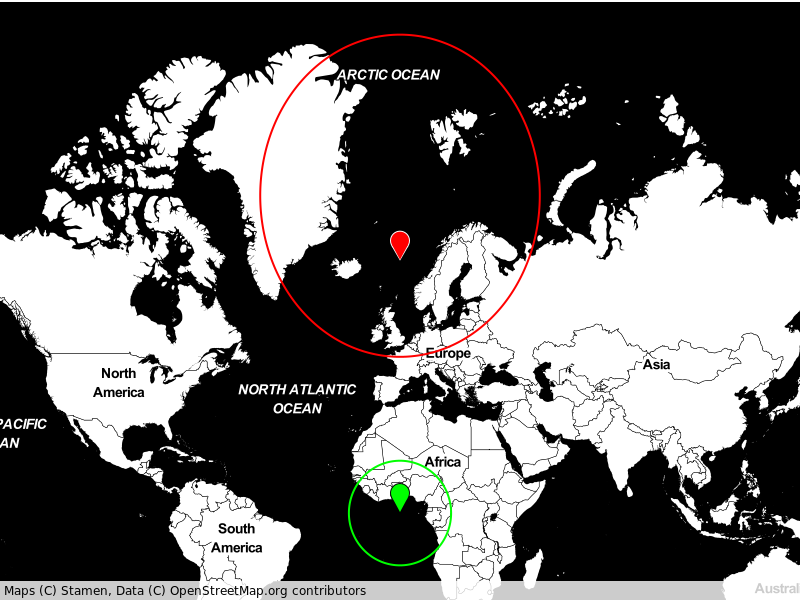 ARCTIC OCEAN
Europe
Asia
North
America
NORTH ATLANTIC
OCEAN
PACIFIC
AN
Africa
South
America
Austral
Maps (C) Stamen, Data (C) OpenStreetMap.org contributors